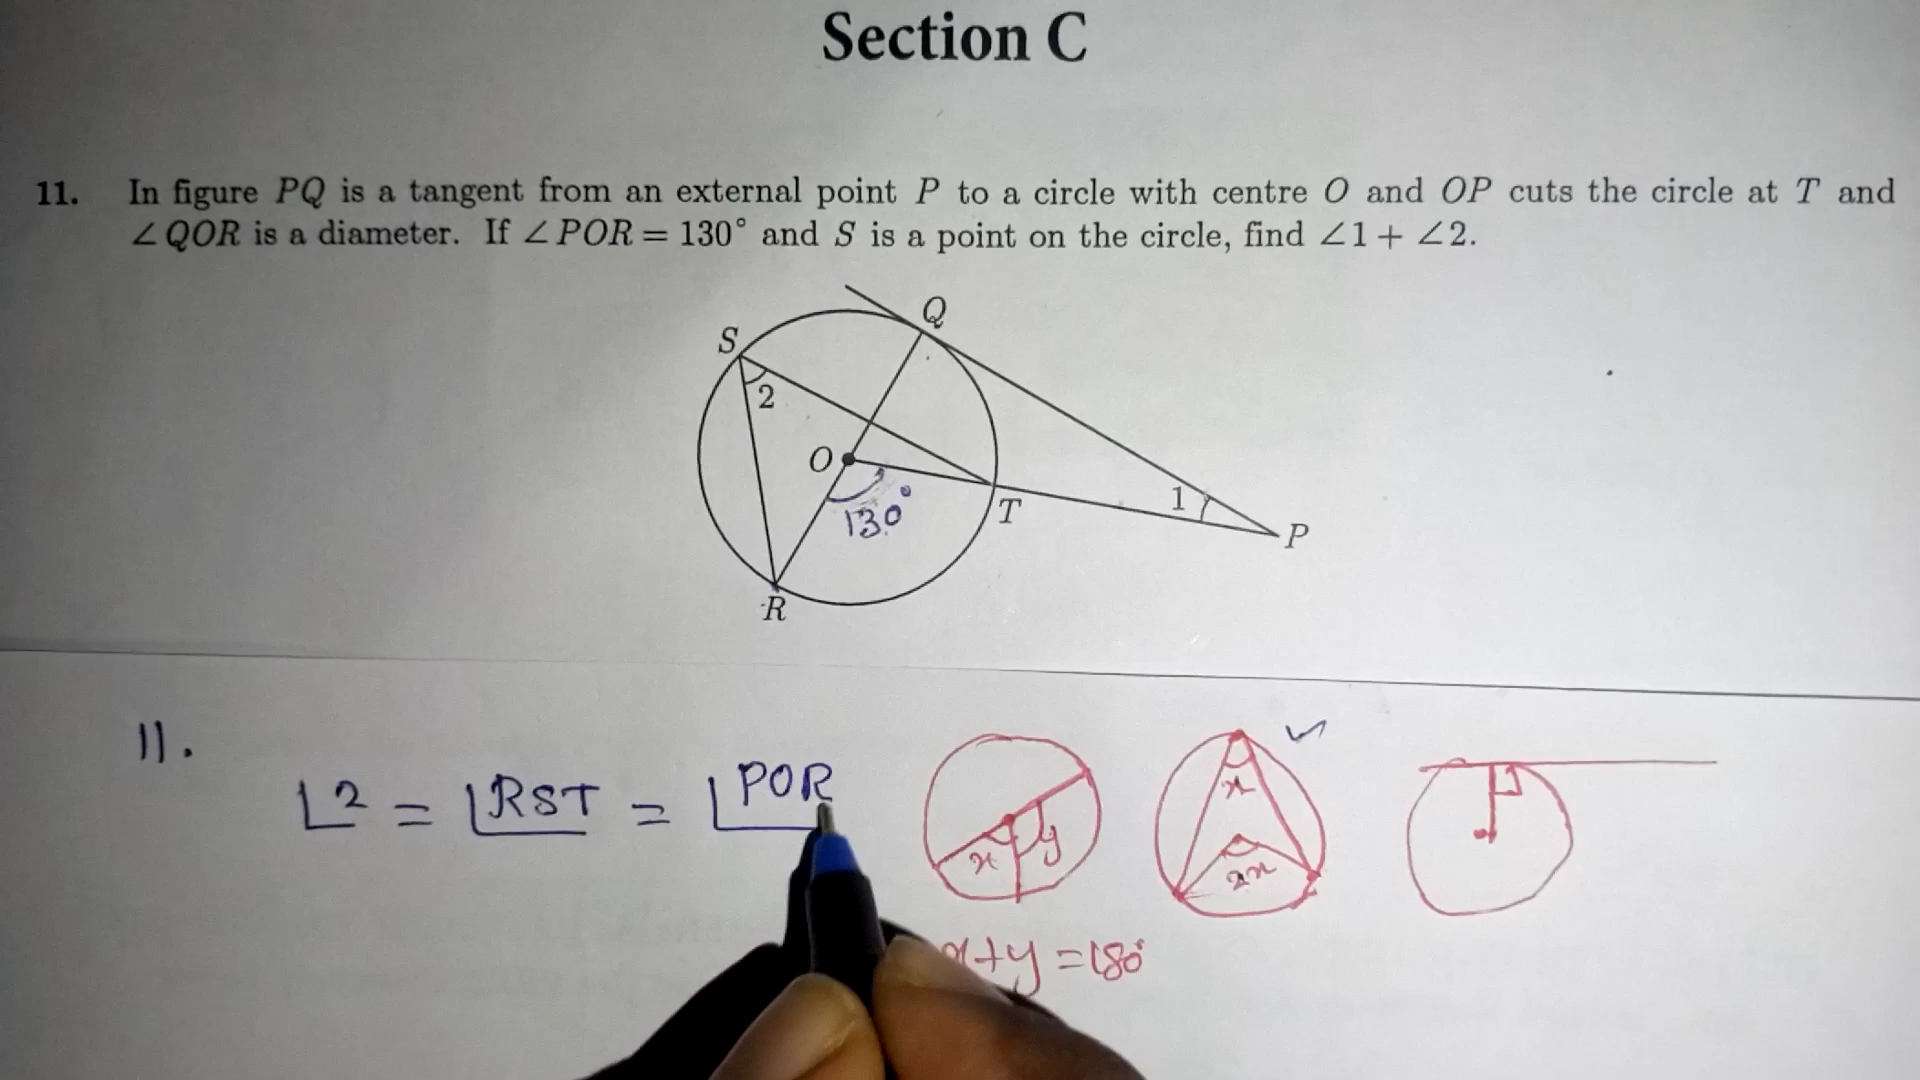 Section C
11. In figure PQ is a tangent from an external point P to a circle with centre O and OP cuts the circle at T and
∠QOR is a diameter. If ∠POR = 130° and S is a point on the circle, find ∠1 + ∠2.
Q
S
2
O
130°
T
1
P
R
11.
∠2 = ∠RST = ∠POR
x y
x
2x
x+y = 180°